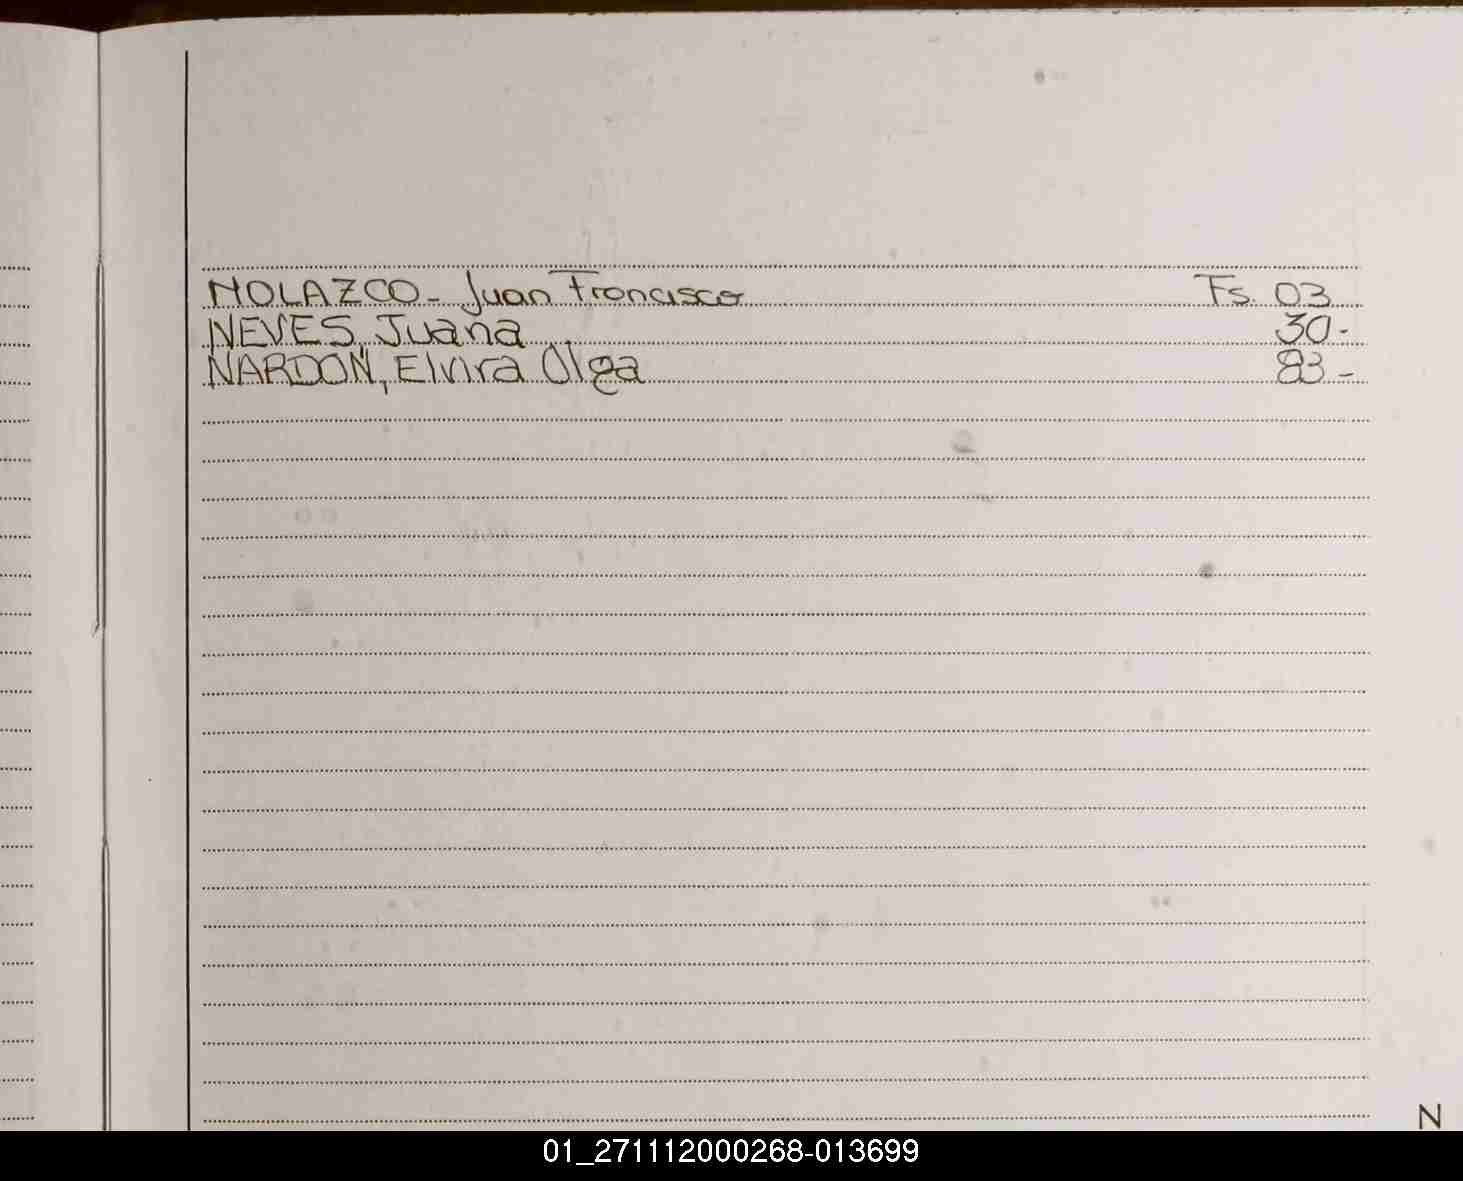 NOLAZCO - Juan Francisco Fs. 03
NEVES, Juana 30 -
NARDON, Elvira Olga 83 -
N
01_271112000268-013699